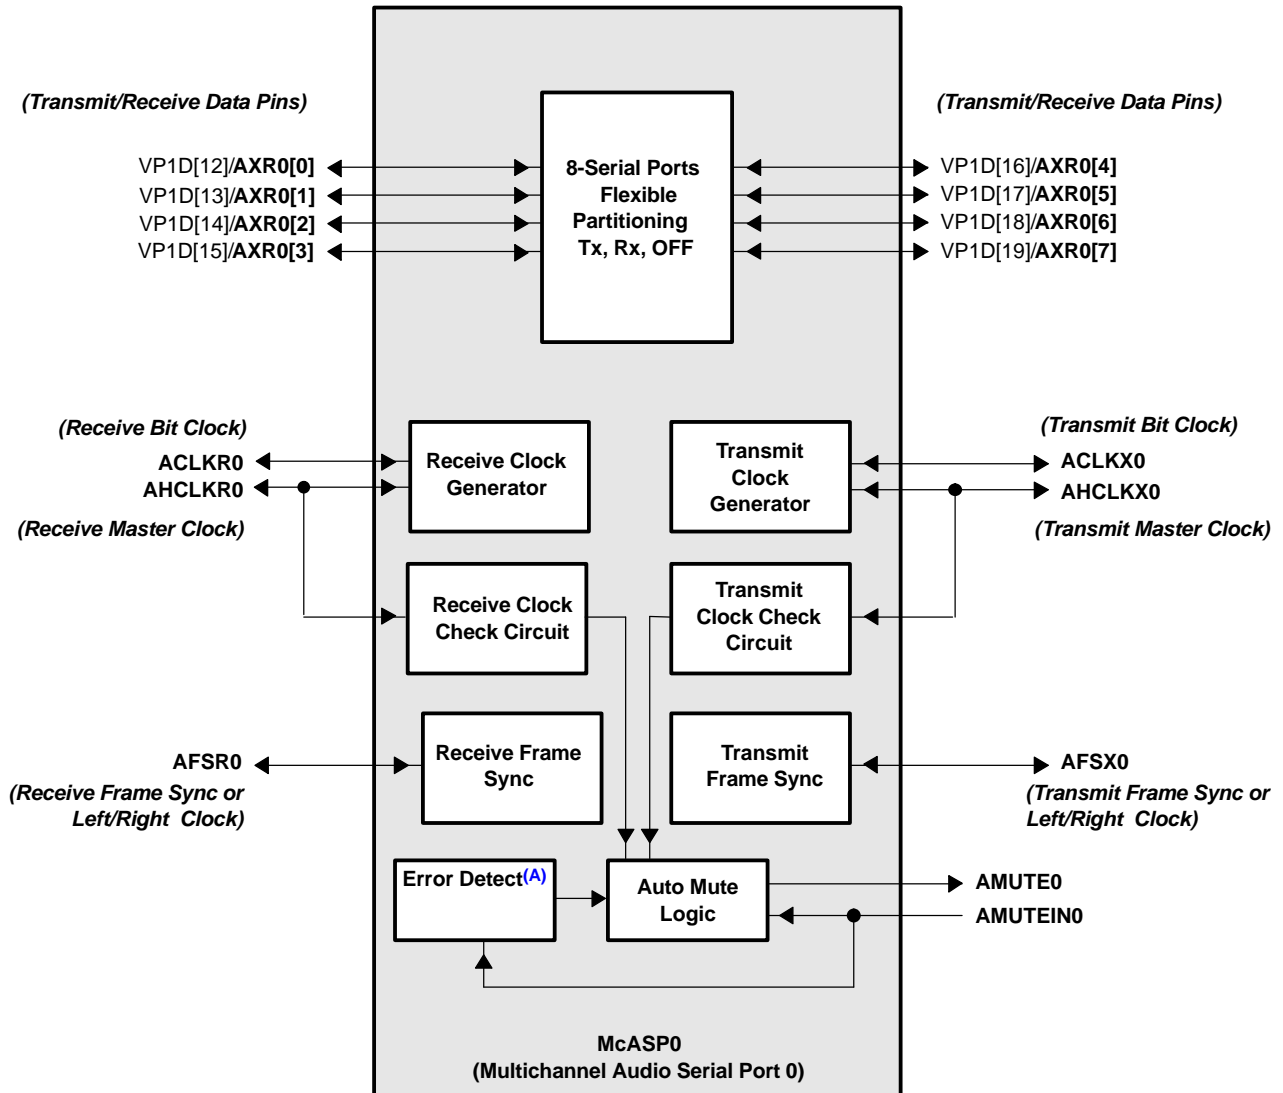 (Transmit/Receive Data Pins)
VP1D[12]/AXR0[0]
VP1D[13]/AXR0[1]
VP1D[14]/AXR0[2]
VP1D[15]/AXR0[3]
8-Serial Ports
Flexible
Partitioning
Tx, Rx, OFF
(Transmit/Receive Data Pins)
VP1D[16]/AXR0[4]
VP1D[17]/AXR0[5]
VP1D[18]/AXR0[6]
VP1D[19]/AXR0[7]
(Receive Bit Clock)
ACLKR0
AHCLKR0
(Receive Master Clock)
Receive Clock
Generator
Transmit
Clock
Generator
(Transmit Bit Clock)
ACLKX0
AHCLKX0
(Transmit Master Clock)
Receive Clock
Check Circuit
Transmit
Clock Check
Circuit
AFSR0
(Receive Frame Sync or
Left/Right Clock)
Receive Frame
Sync
Transmit
Frame Sync
AFSX0
(Transmit Frame Sync or
Left/Right Clock)
Error Detect(A)
Auto Mute
Logic
AMUTE0
AMUTEIN0
McASP0
(Multichannel Audio Serial Port 0)